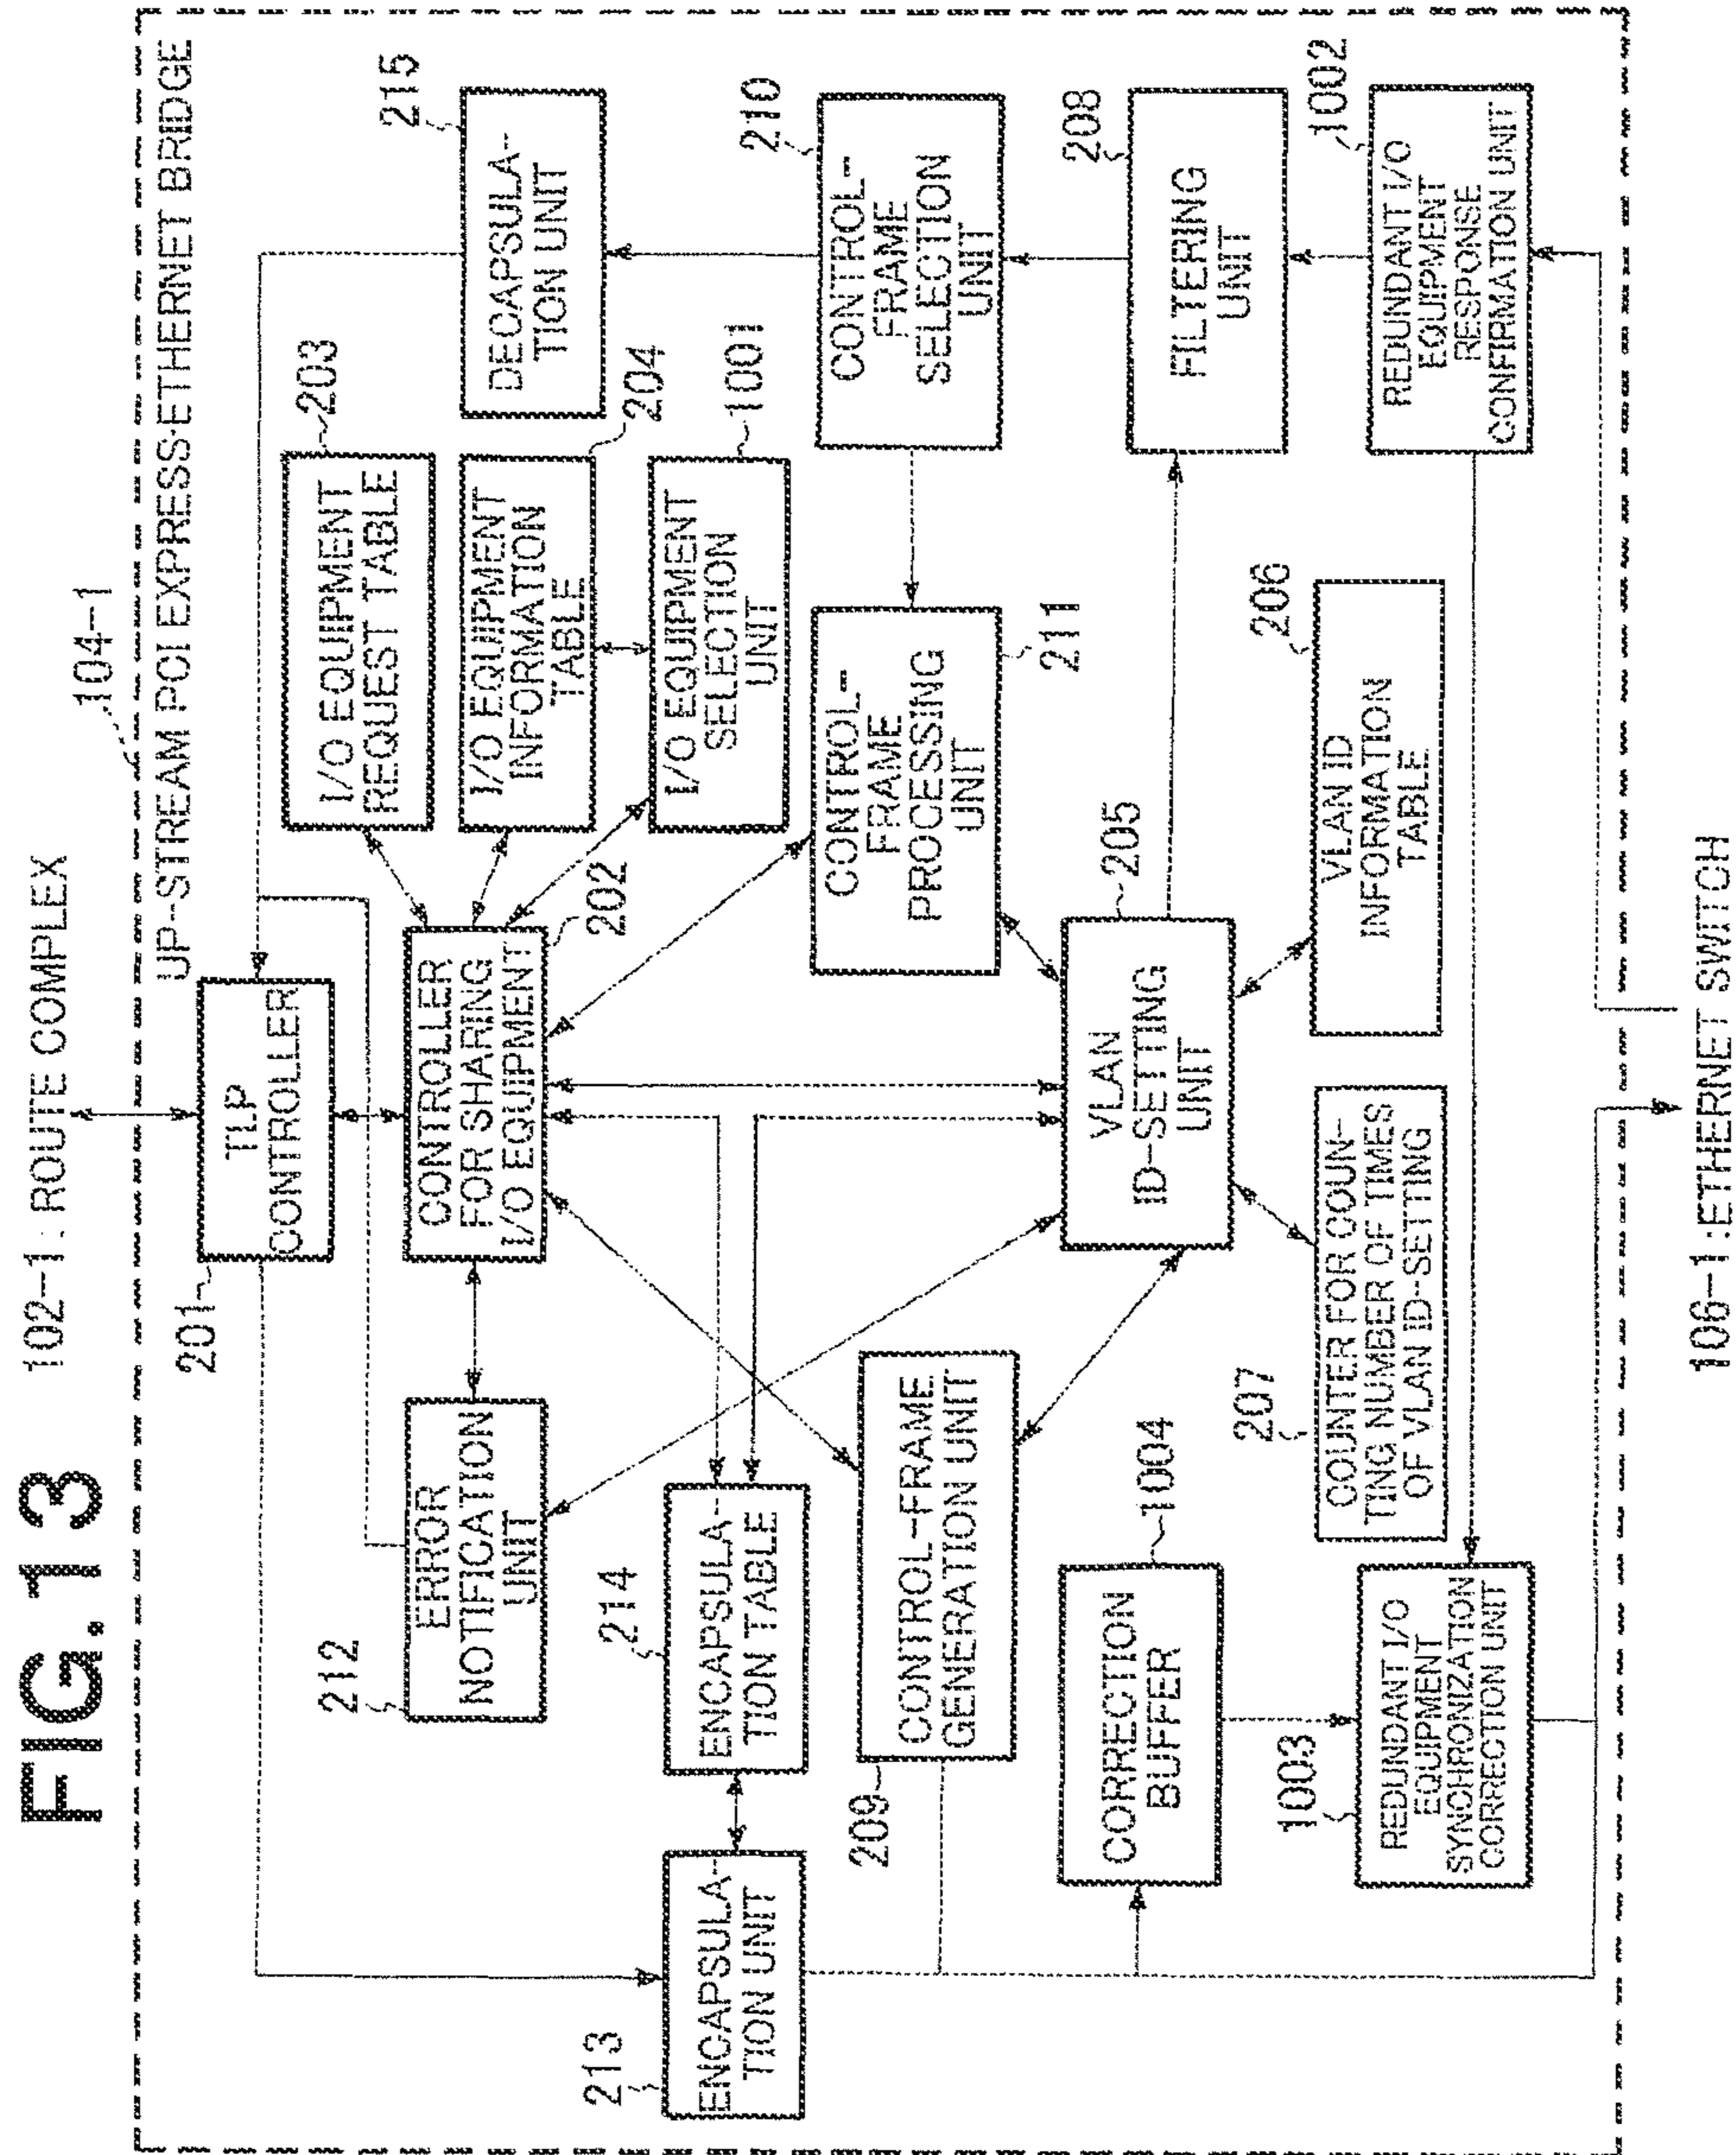 FIG. 13
102-1: ROUTE COMPLEX
104-1
UP-STREAM PCI EXPRESS·ETHERNET BRIDGE
201
TLP
CONTROLLER
215
DECAPSULA-
TION UNIT
203
I/O EQUIPMENT
REQUEST TABLE
204
I/O EQUIPMENT
INFORMATION
TABLE
1001
I/O EQUIPMENT
SELECTION
UNIT
202
CONTROLLER
FOR SHARING
I/O EQUIPMENT
212
ERROR
NOTIFICATION
UNIT
213
ENCAPSULA-
TION UNIT
214
ENCAPSULA-
TION TABLE
209
CONTROL-FRAME
GENERATION UNIT
210
CONTROL-
FRAME
SELECTION
UNIT
211
CONTROL-
FRAME
PROCESSING
UNIT
1004
CORRECTION
BUFFER
205
VLAN
ID-SETTING
UNIT
208
FILTERING
UNIT
206
VLAN ID
INFORMATION
TABLE
207
COUNTER FOR COUN-
TING NUMBER OF TIMES
OF VLAN ID-SETTING
1003
REDUNDANT I/O
EQUIPMENT
SYNCHRONIZATION
CORRECTION UNIT
1002
REDUNDANT I/O
EQUIPMENT
RESPONSE
CONFIRMATION UNIT
106-1:ETHERNET SWITCH